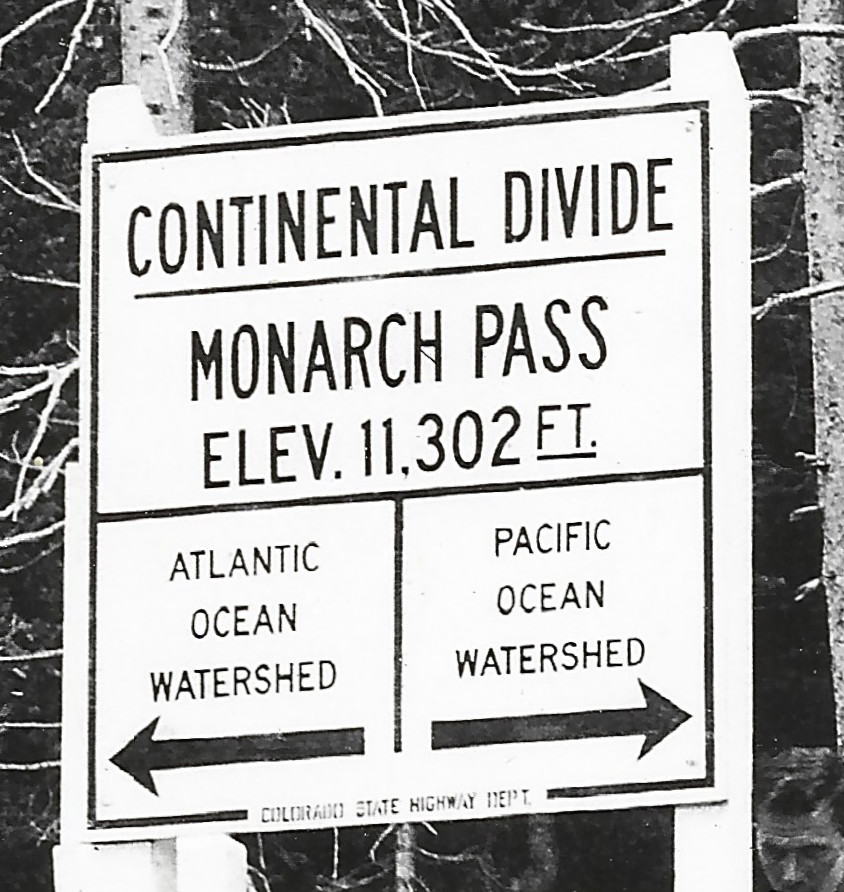 CONTINENTAL DIVIDE
MONARCH PASS
ELEV. 11,302 FT.
ATLANTIC
OCEAN
WATERSHED
PACIFIC
OCEAN
WATERSHED
COLORADO STATE HIGHWAY DEPT.